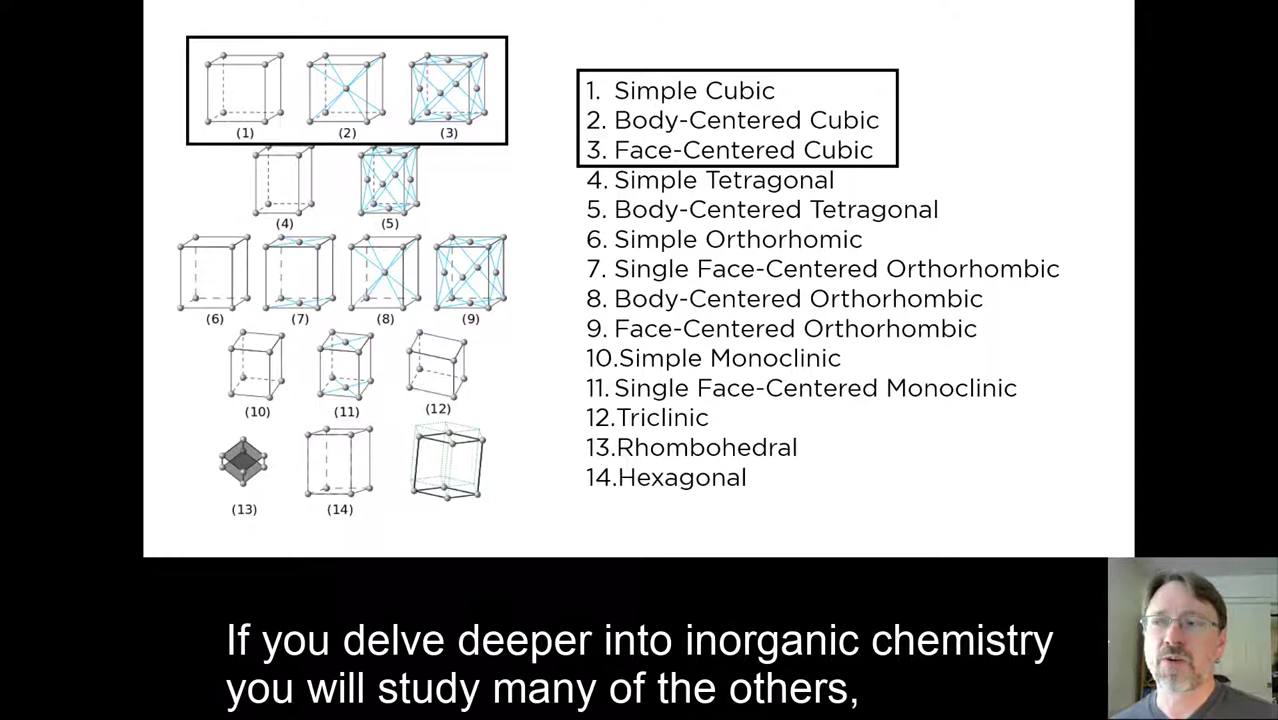 (1) (2) (3)
(4) (5)
(6) (7) (8) (9)
(10) (11) (12)
(13) (14)
1. Simple Cubic
2. Body-Centered Cubic
3. Face-Centered Cubic
4. Simple Tetragonal
5. Body-Centered Tetragonal
6. Simple Orthorhomic
7. Single Face-Centered Orthorhombic
8. Body-Centered Orthorhombic
9. Face-Centered Orthorhombic
10.Simple Monoclinic
11. Single Face-Centered Monoclinic
12.Triclinic
13.Rhombohedral
14.Hexagonal
If you delve deeper into inorganic chemistry
you will study many of the others,